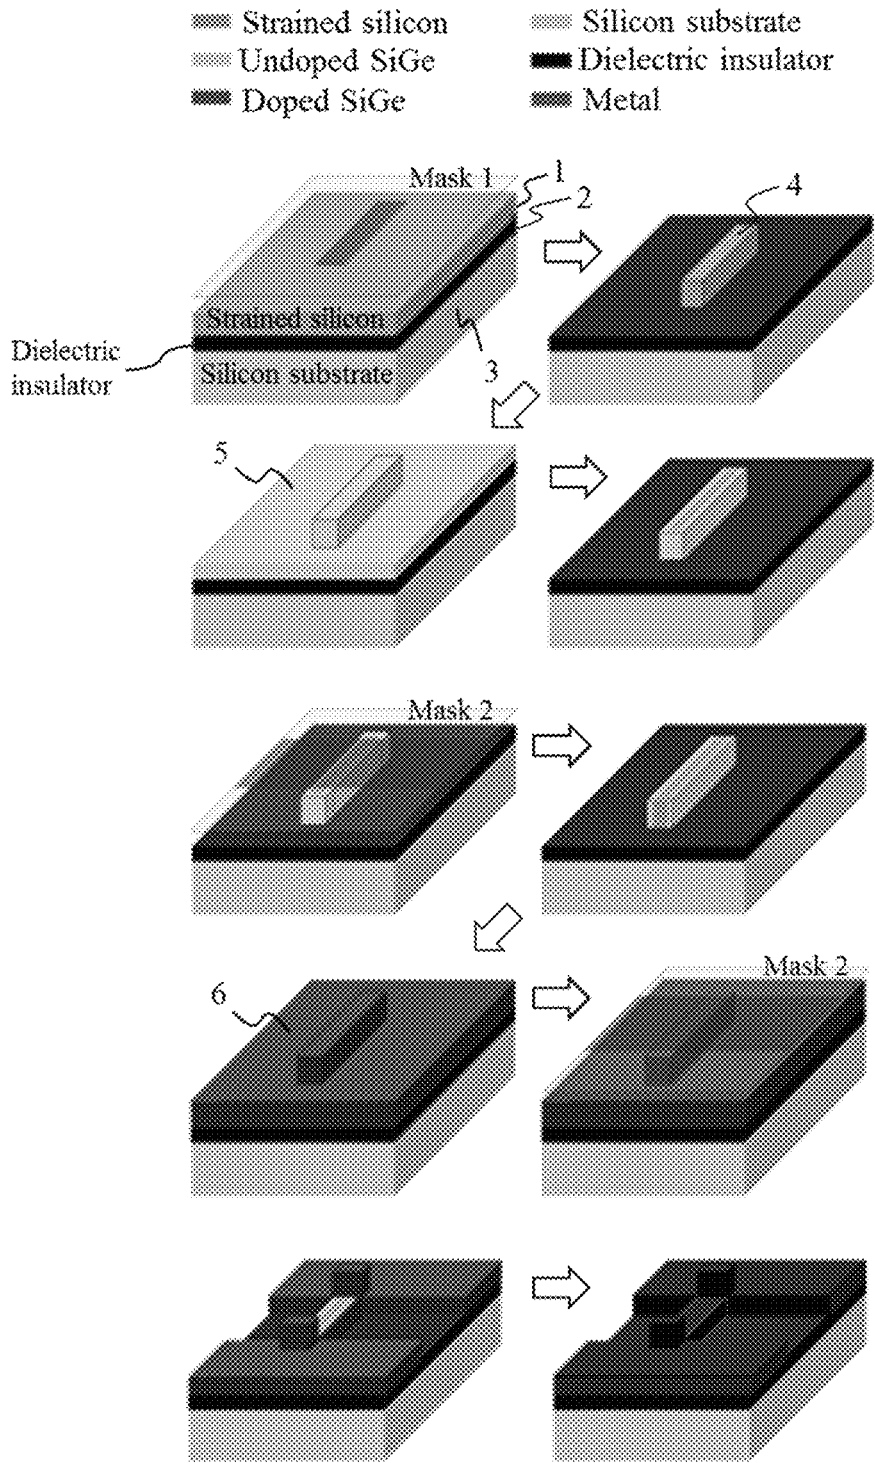 Strained silicon
Silicon substrate
Undoped SiGe
Dielectric insulator
Doped SiGe
Metal
Mask 1
1
2
4
Strained silicon
Dielectric
insulator
Silicon substrate
3
5
Mask 2
Mask 2
6